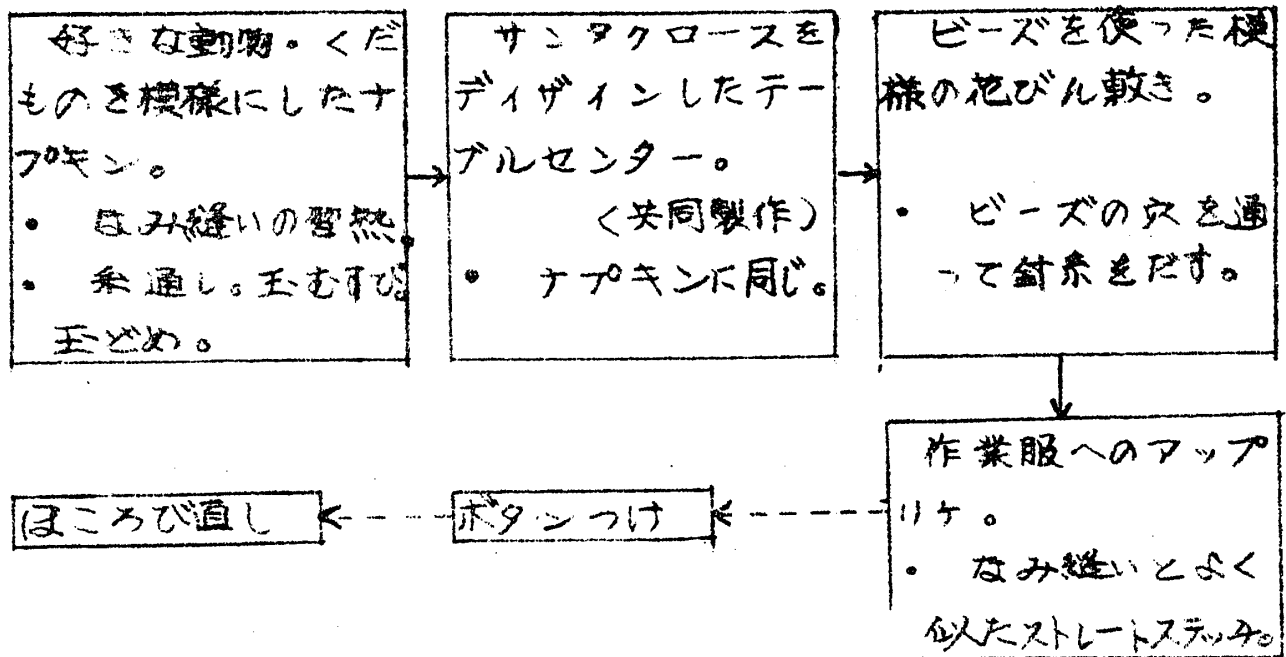 好きな動物。くだ
ものを模様にしたナ
プキン。
・ なみ縫いの習熟。
・ 糸通し。玉むすび。
玉どめ。
サンタクロースを
デイザインしたテー
ブルセンター。
(共同製作)
・ ナプキンに同じ。
ビーズを使った模
様の花びん敷き。
・ ビーズの穴を通
って針糸をだす。
作業服へのアップ
リケ。
・ なみ縫いとよく
似たストレートステッチ。
ボタンつけ
ほころび直し